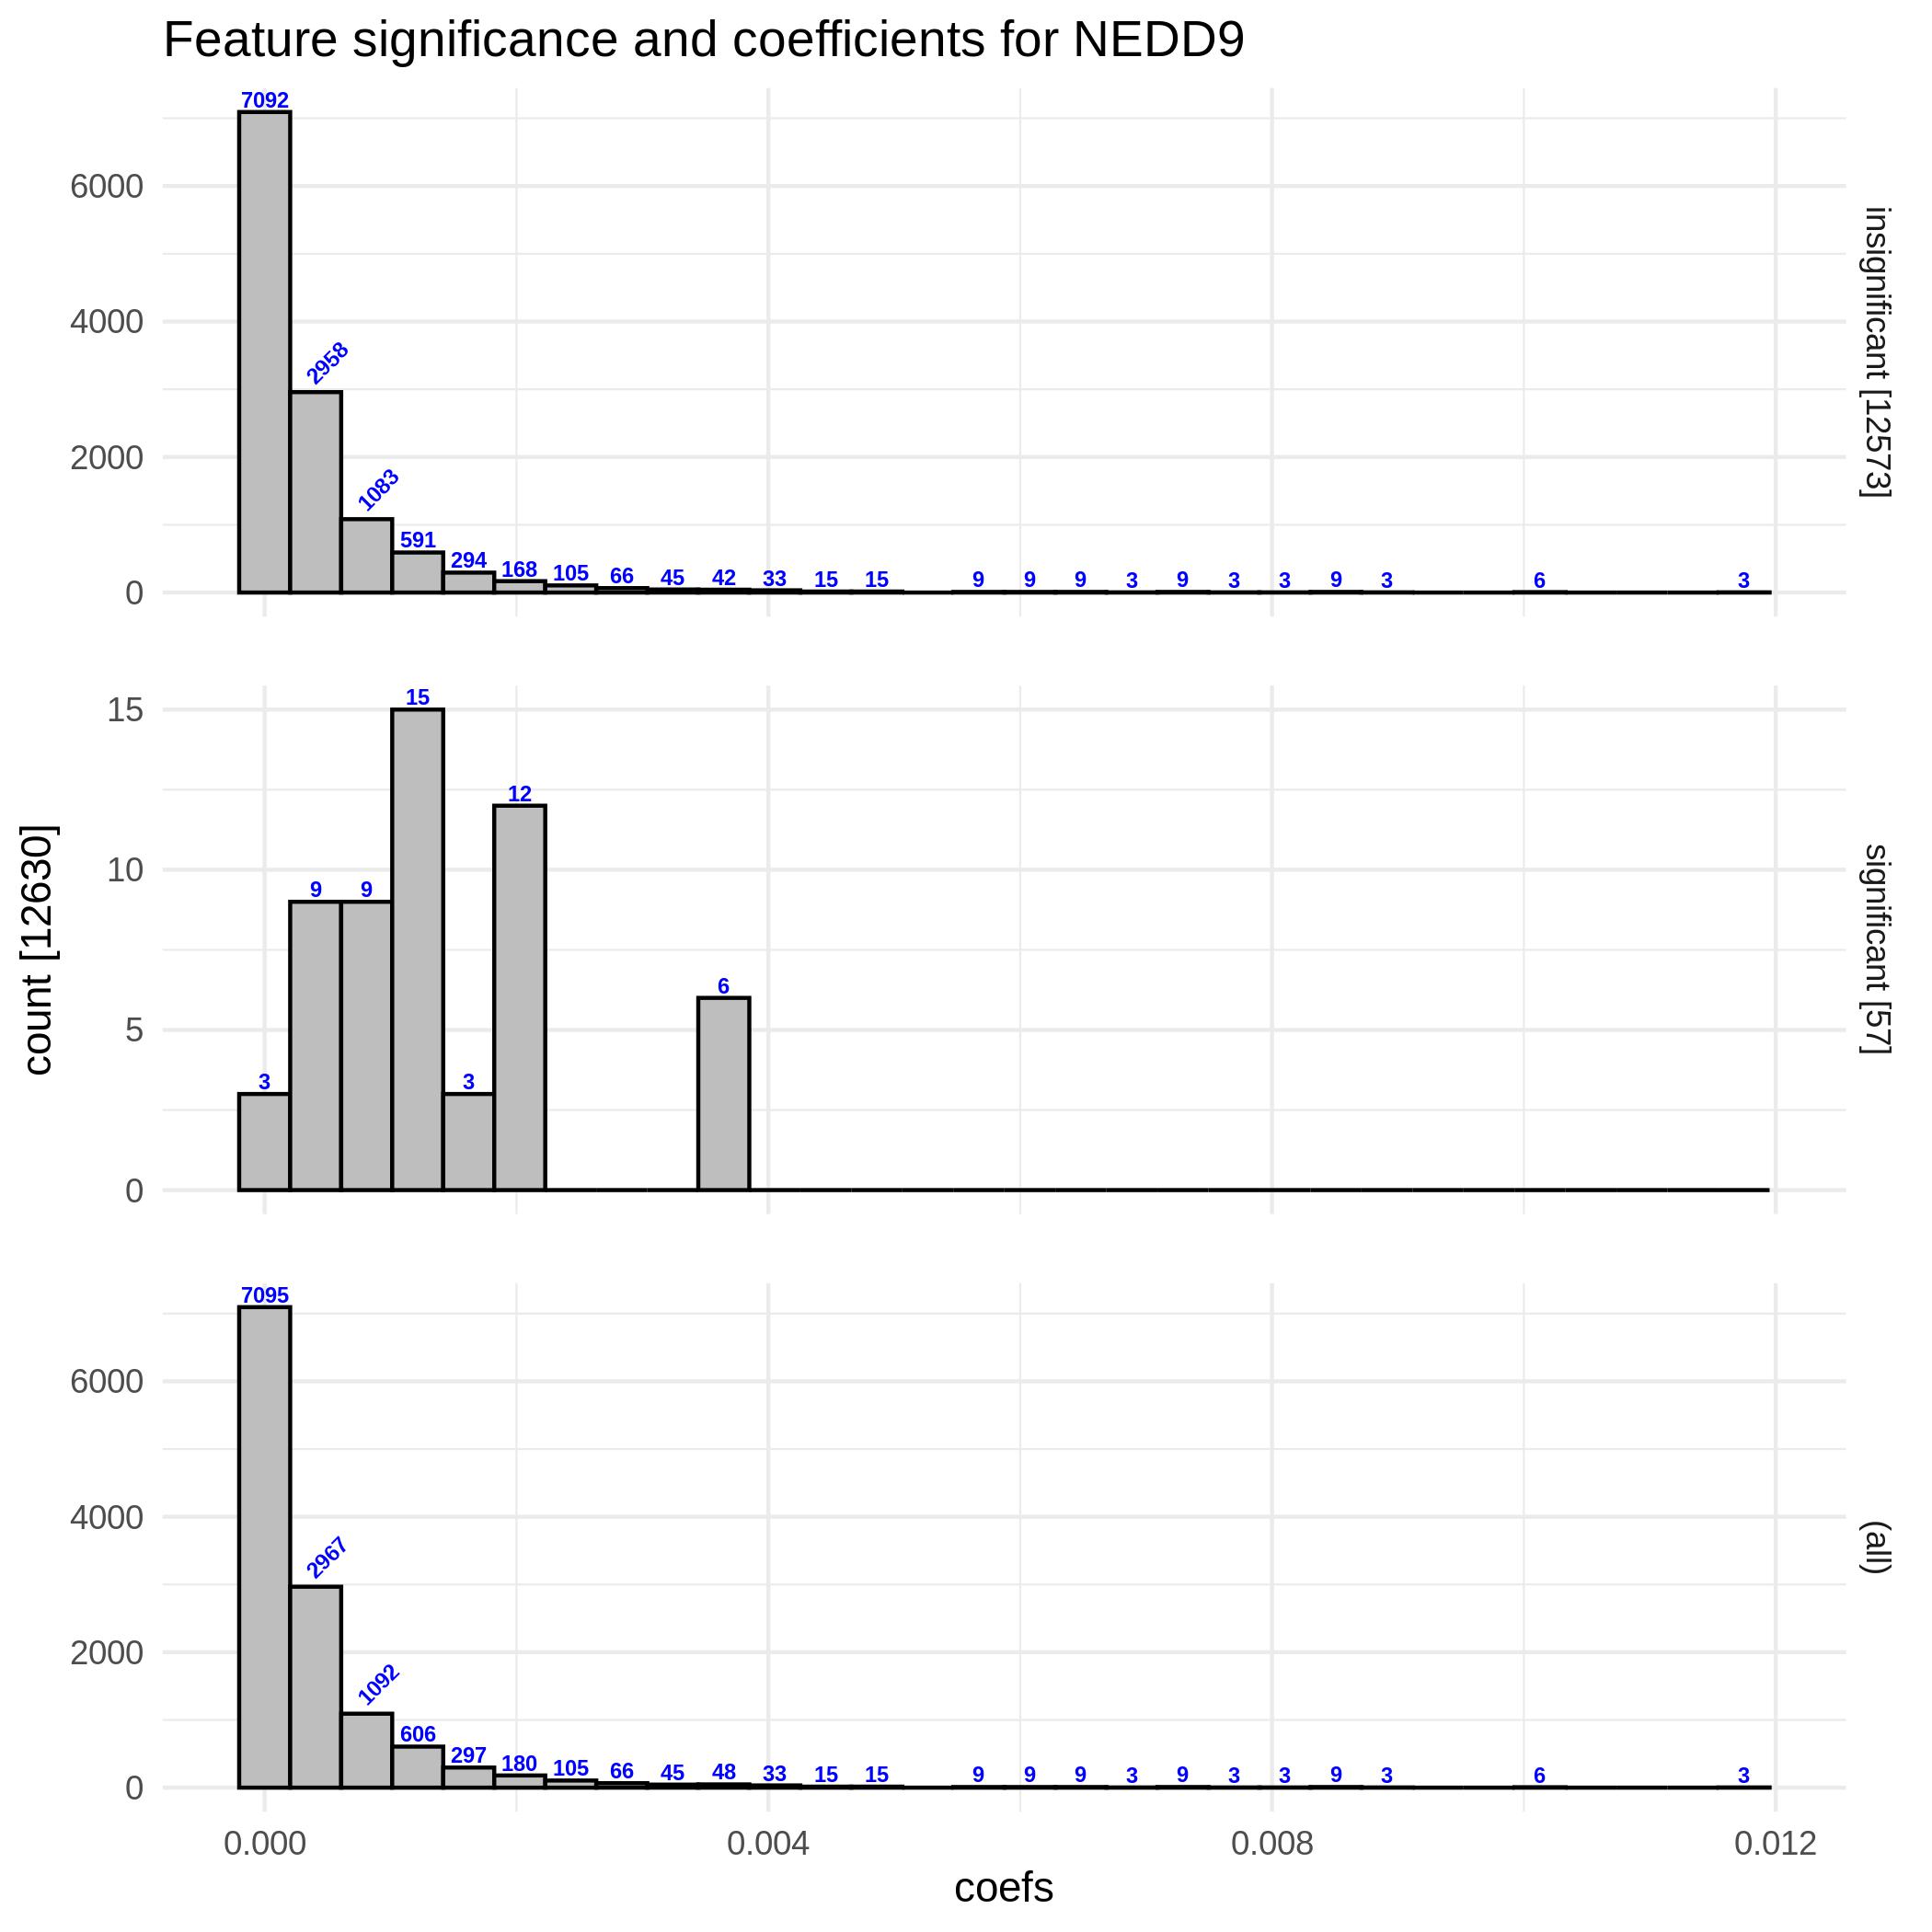 Feature significance and coefficients for NEDD9
7092
6000
4000
2958
2000
1083
591
294 168 105 66 45 42 33 15 15 9 9 9 3 9 3 3 9 3 6 3
0
insignificant [12573]
15
15
12
10
9 9
6
5
3 3
0
significant [57]
count [12630]
7095
6000
4000
2967
2000
1092
606
297 180 105 66 45 48 33 15 15 9 9 9 3 9 3 3 9 3 6 3
0
(all)
0.000 0.004 0.008 0.012
coefs